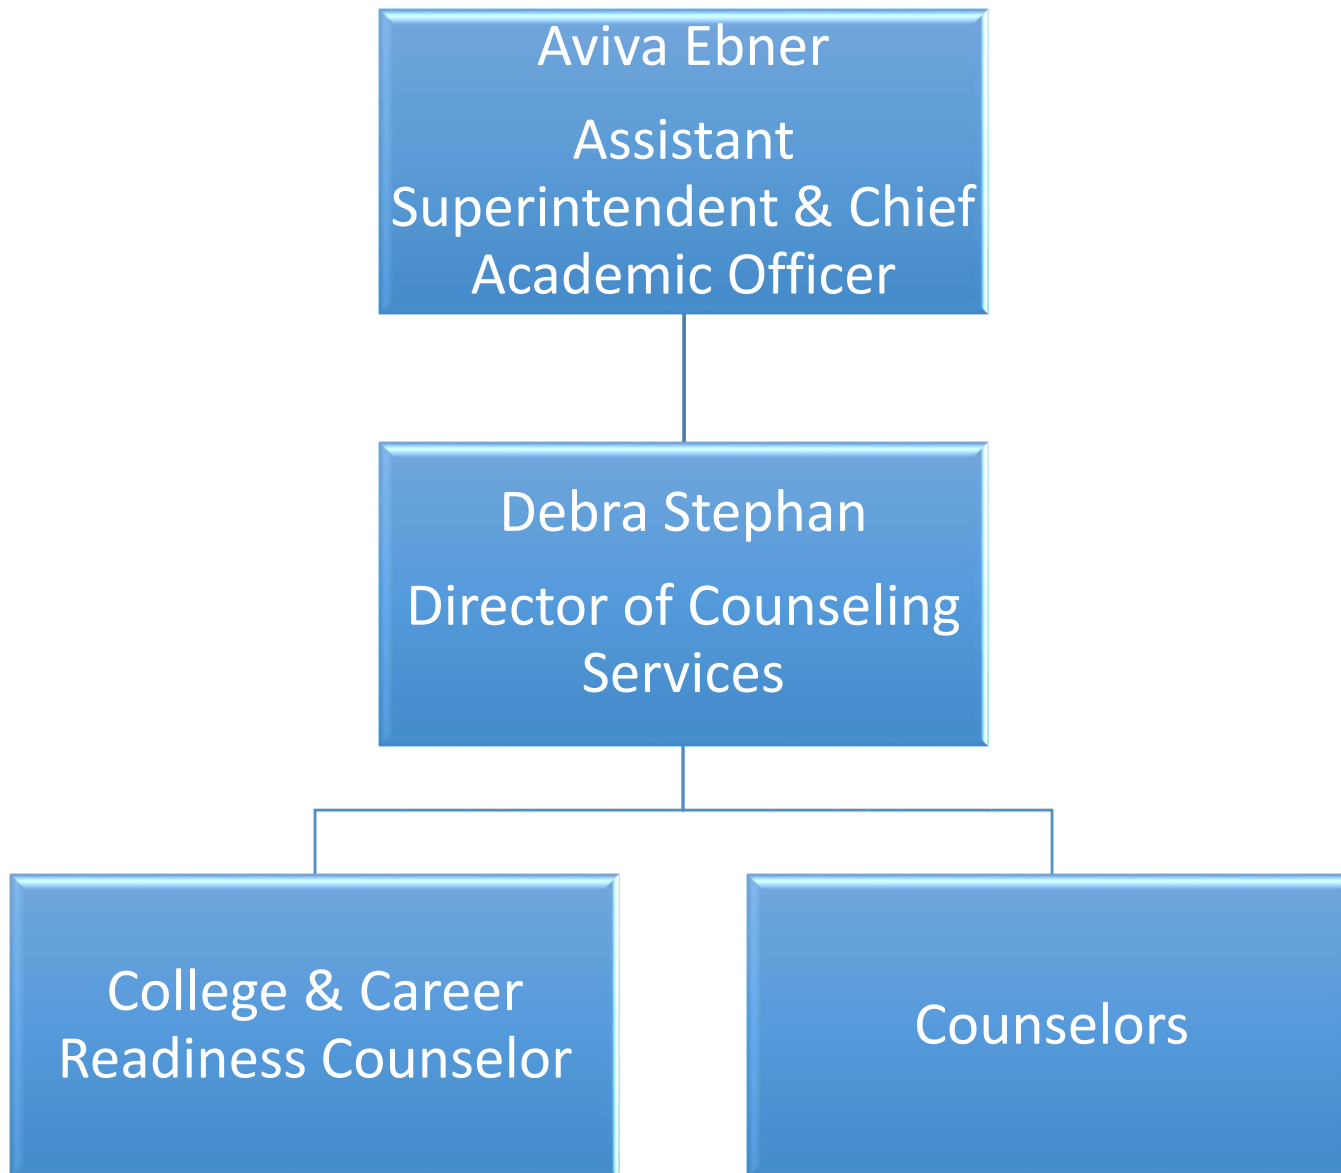 Aviva Ebner
Assistant
Superintendent & Chief
Academic Officer
Debra Stephan
Director of Counseling
Services
College & Career
Readiness Counselor
Counselors